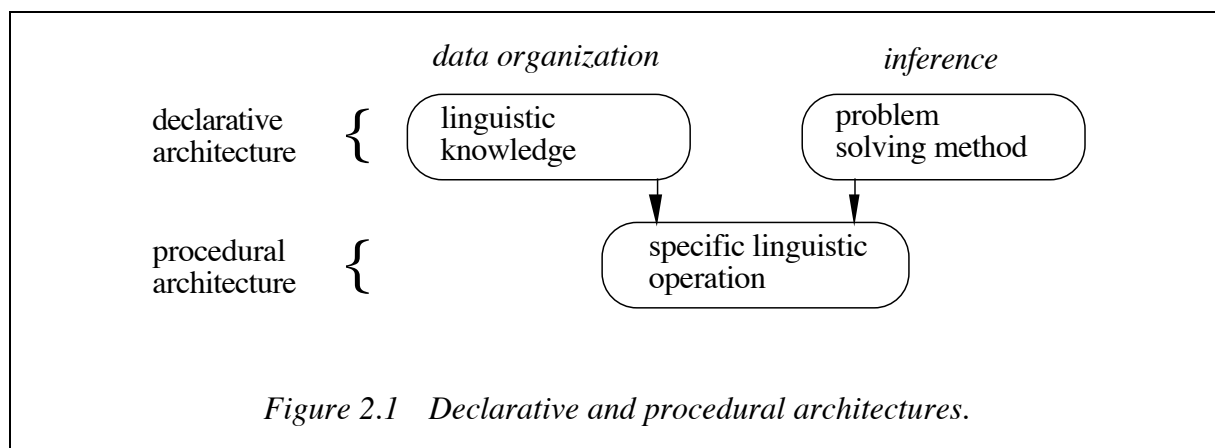 data organization
inference
declarative
architecture
{
linguistic
knowledge
problem
solving method
procedural
architecture
{
specific linguistic
operation
Figure 2.1 Declarative and procedural architectures.